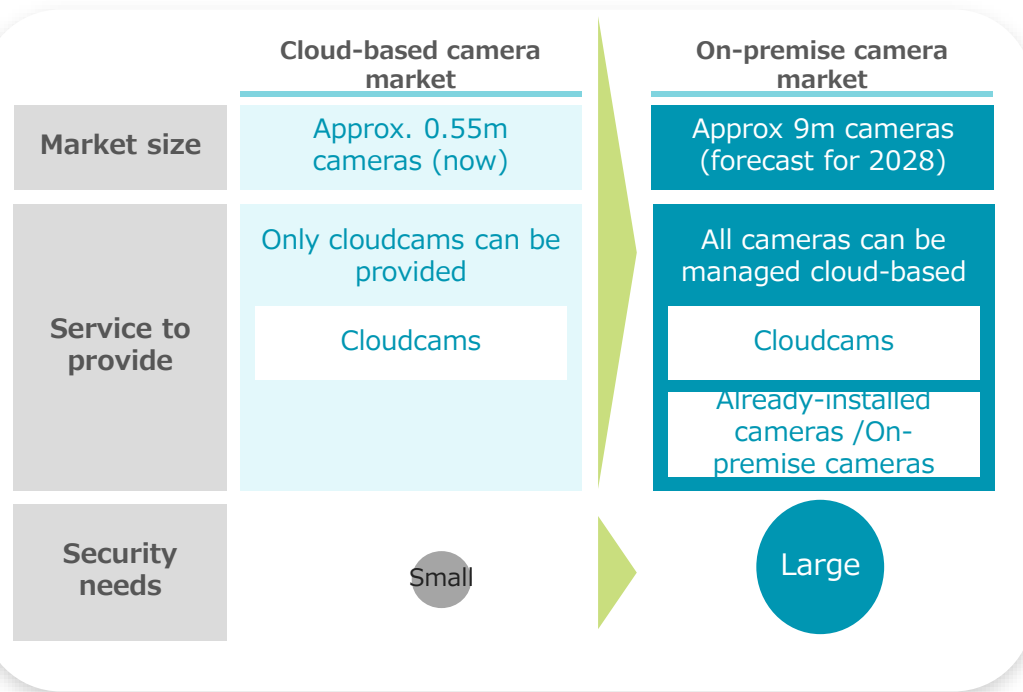 Cloud-based camera
market
On-premise camera
market
Market size
Approx. 0.55m
cameras (now)
Approx 9m cameras
(forecast for 2028)
Service to
provide
Only cloudcams can be
provided
Cloudcams
All cameras can be
managed cloud-based
Cloudcams
Already-installed
cameras /On-
premise cameras
Security
needs
Small
Large